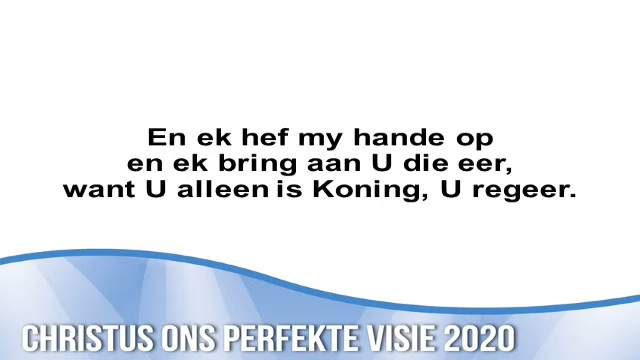 En ek hef my hande op
en ek bring aan U die eer,
want U alleen is Koning, U regeer.
CHRISTUS ONS PERFEKTE VISIE 2020